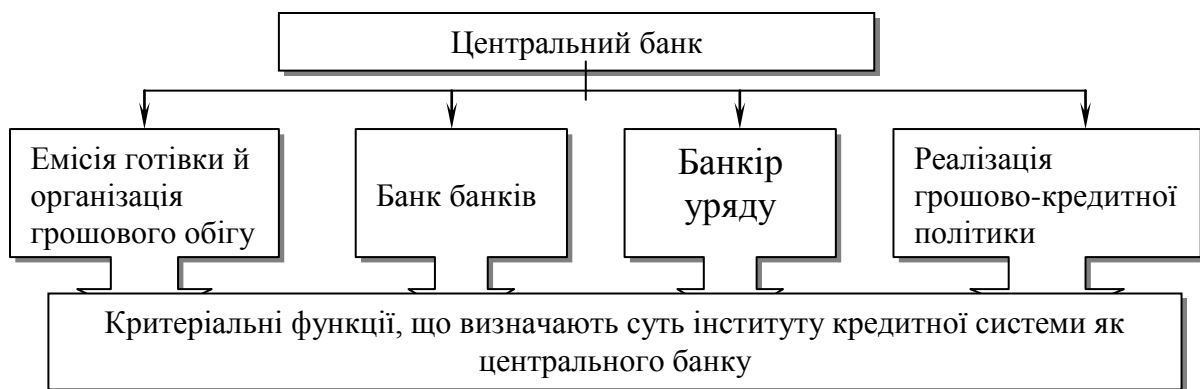 Центральний банк
Емісія готівки й
організація
грошового обігу
Банк банків
Банкір
уряду
Реалізація
грошово-кредитної
політики
Критеріальні функції, що визначають суть інституту кредитної системи як
центрального банку